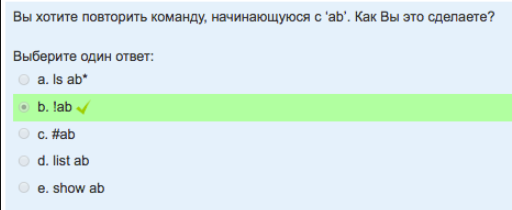 Вы хотите повторить команду, начинающуюся с 'ab'. Как Вы это сделаете?
Выберите один ответ:
a. ls ab*
b. !ab
c. #ab
d. list ab
e. show ab